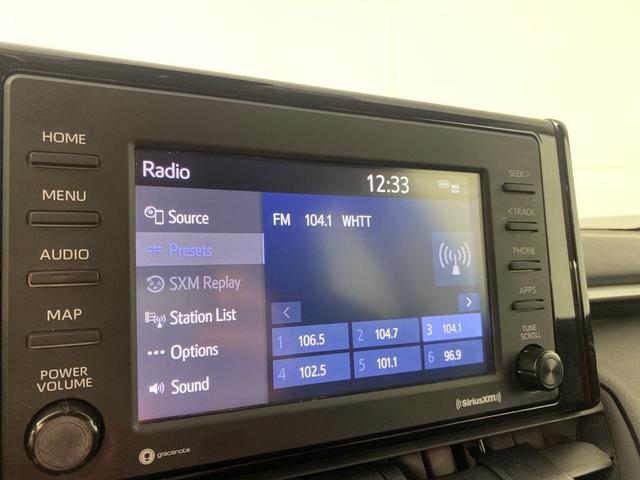 HOME
MENU
AUDIO
MAP
POWER
VOLUME
Radio
12:33
Source
Presets
SXM Replay
Station List
Options
Sound
FM 104.1 WHTT
<
>
1 106.5
2 104.7
3 104.1
4 102.5
5 101.1
6 96.9
SEEK >
< TRACK
PHONE
APPS
TUNE
SCROLL
gracenote
((SiriusXM))